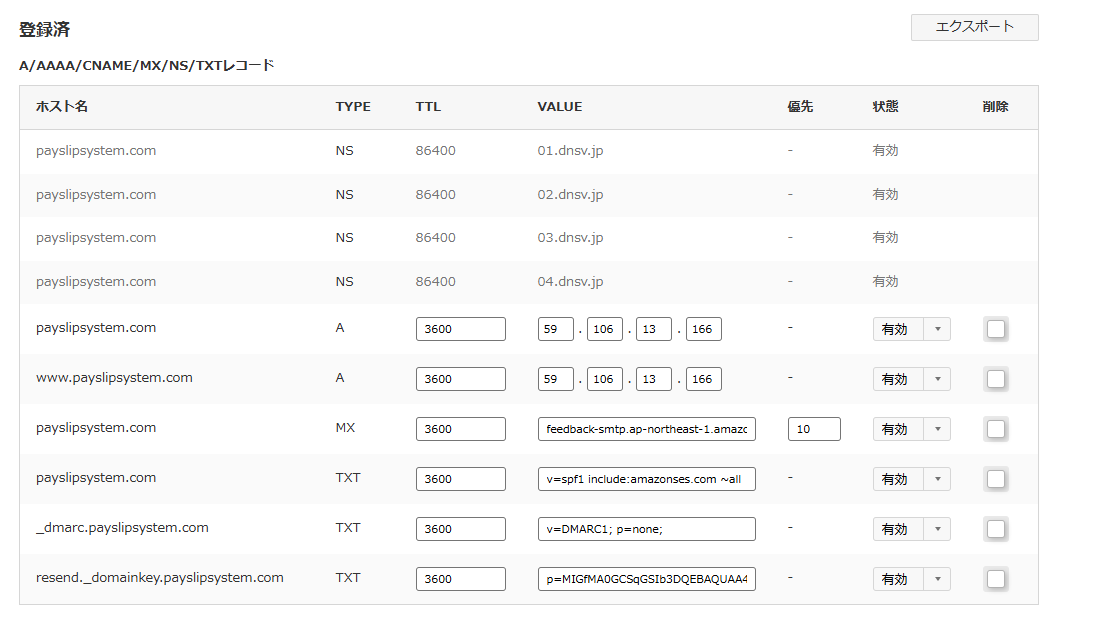 登録済
エクスポート
A/AAAA/CNAME/MX/NS/TXTレコード
ホスト名 TYPE TTL VALUE 優先 状態 削除
payslipsystem.com NS 86400 01.dnsv.jp - 有効
payslipsystem.com NS 86400 02.dnsv.jp - 有効
payslipsystem.com NS 86400 03.dnsv.jp - 有効
payslipsystem.com NS 86400 04.dnsv.jp - 有効
payslipsystem.com A 3600 59 . 106 . 13 . 166 - 有効
www.payslipsystem.com A 3600 59 . 106 . 13 . 166 - 有効
payslipsystem.com MX 3600 feedback-smtp.ap-northeast-1.amazo 10 有効
payslipsystem.com TXT 3600 v=spf1 include:amazonses.com ~all - 有効
_dmarc.payslipsystem.com TXT 3600 v=DMARC1; p=none; - 有効
resend._domainkey.payslipsystem.com TXT 3600 p=MIGfMA0GCSqGSIb3DQEBAQUAA4 - 有効